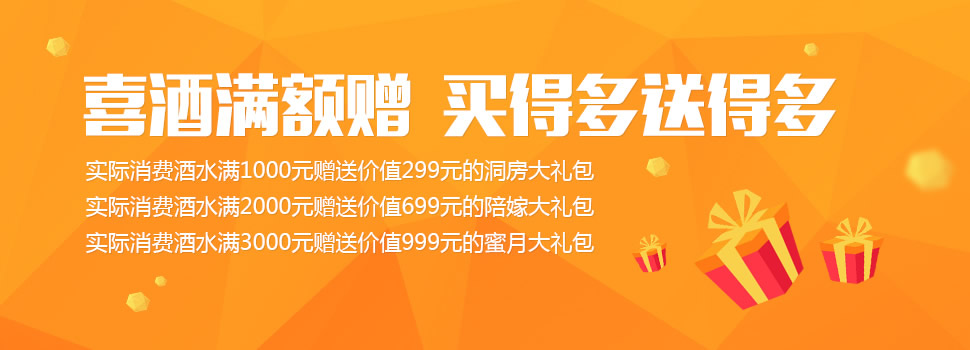 喜酒满额赠 买得多送得多
实际消费酒水满1000元赠送价值299元的洞房大礼包
实际消费酒水满2000元赠送价值699元的陪嫁大礼包
实际消费酒水满3000元赠送价值999元的蜜月大礼包